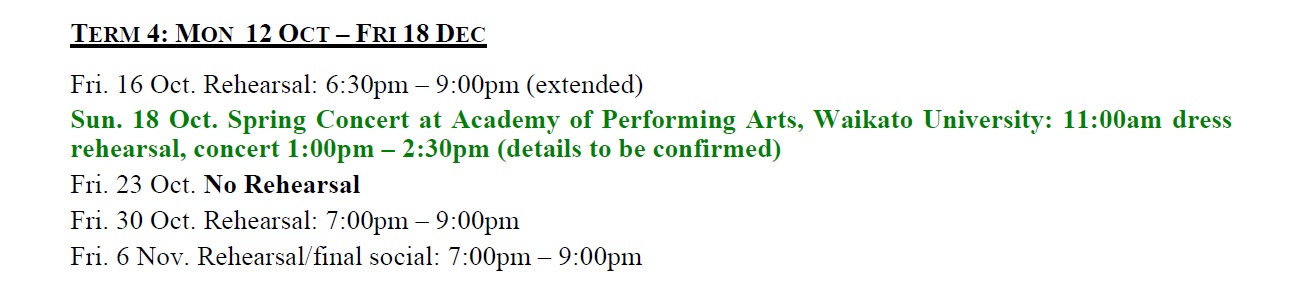 TERM 4: MON 12 OCT – FRI 18 DEC
Fri. 16 Oct. Rehearsal: 6:30pm – 9:00pm (extended)
Sun. 18 Oct. Spring Concert at Academy of Performing Arts, Waikato University: 11:00am dress
rehearsal, concert 1:00pm – 2:30pm (details to be confirmed)
Fri. 23 Oct. No Rehearsal
Fri. 30 Oct. Rehearsal: 7:00pm – 9:00pm
Fri. 6 Nov. Rehearsal/final social: 7:00pm – 9:00pm